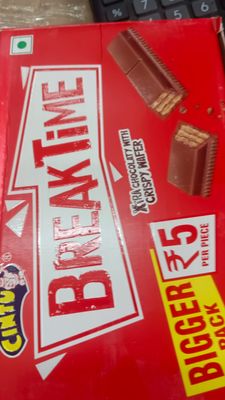 CINTU
BREAKTIME
XTRA CHOCOLATY WITH
CRISPY WAFER
BIGGER
PACK
₹5
PER PIECE